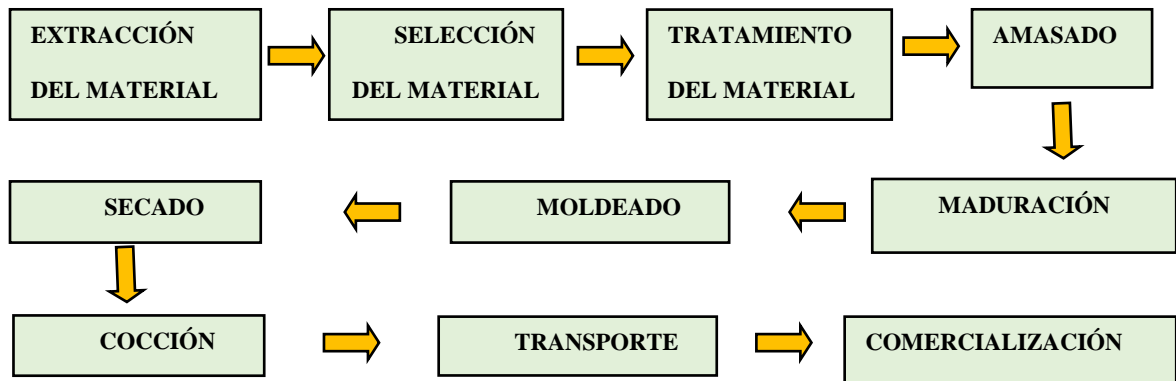 EXTRACCIÓN
DEL MATERIAL
SELECCIÓN
DEL MATERIAL
TRATAMIENTO
DEL MATERIAL
AMASADO
MADURACIÓN
MOLDEADO
SECADO
COCCIÓN
TRANSPORTE
COMERCIALIZACIÓN